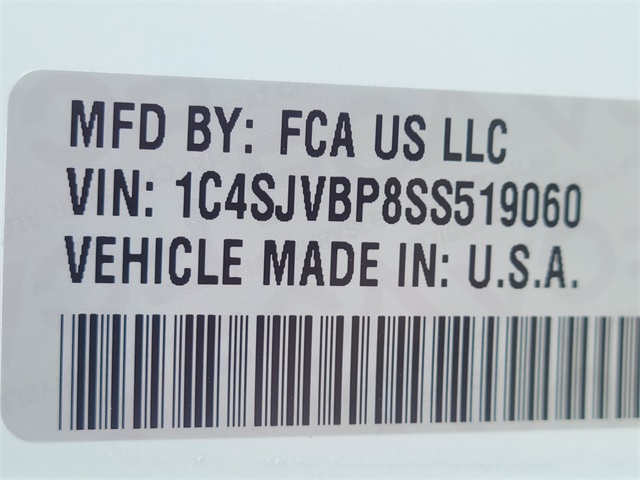 MFD BY: FCA US LLC
VIN: 1C4SJVBP8SS519060
VEHICLE MADE IN: U.S.A.